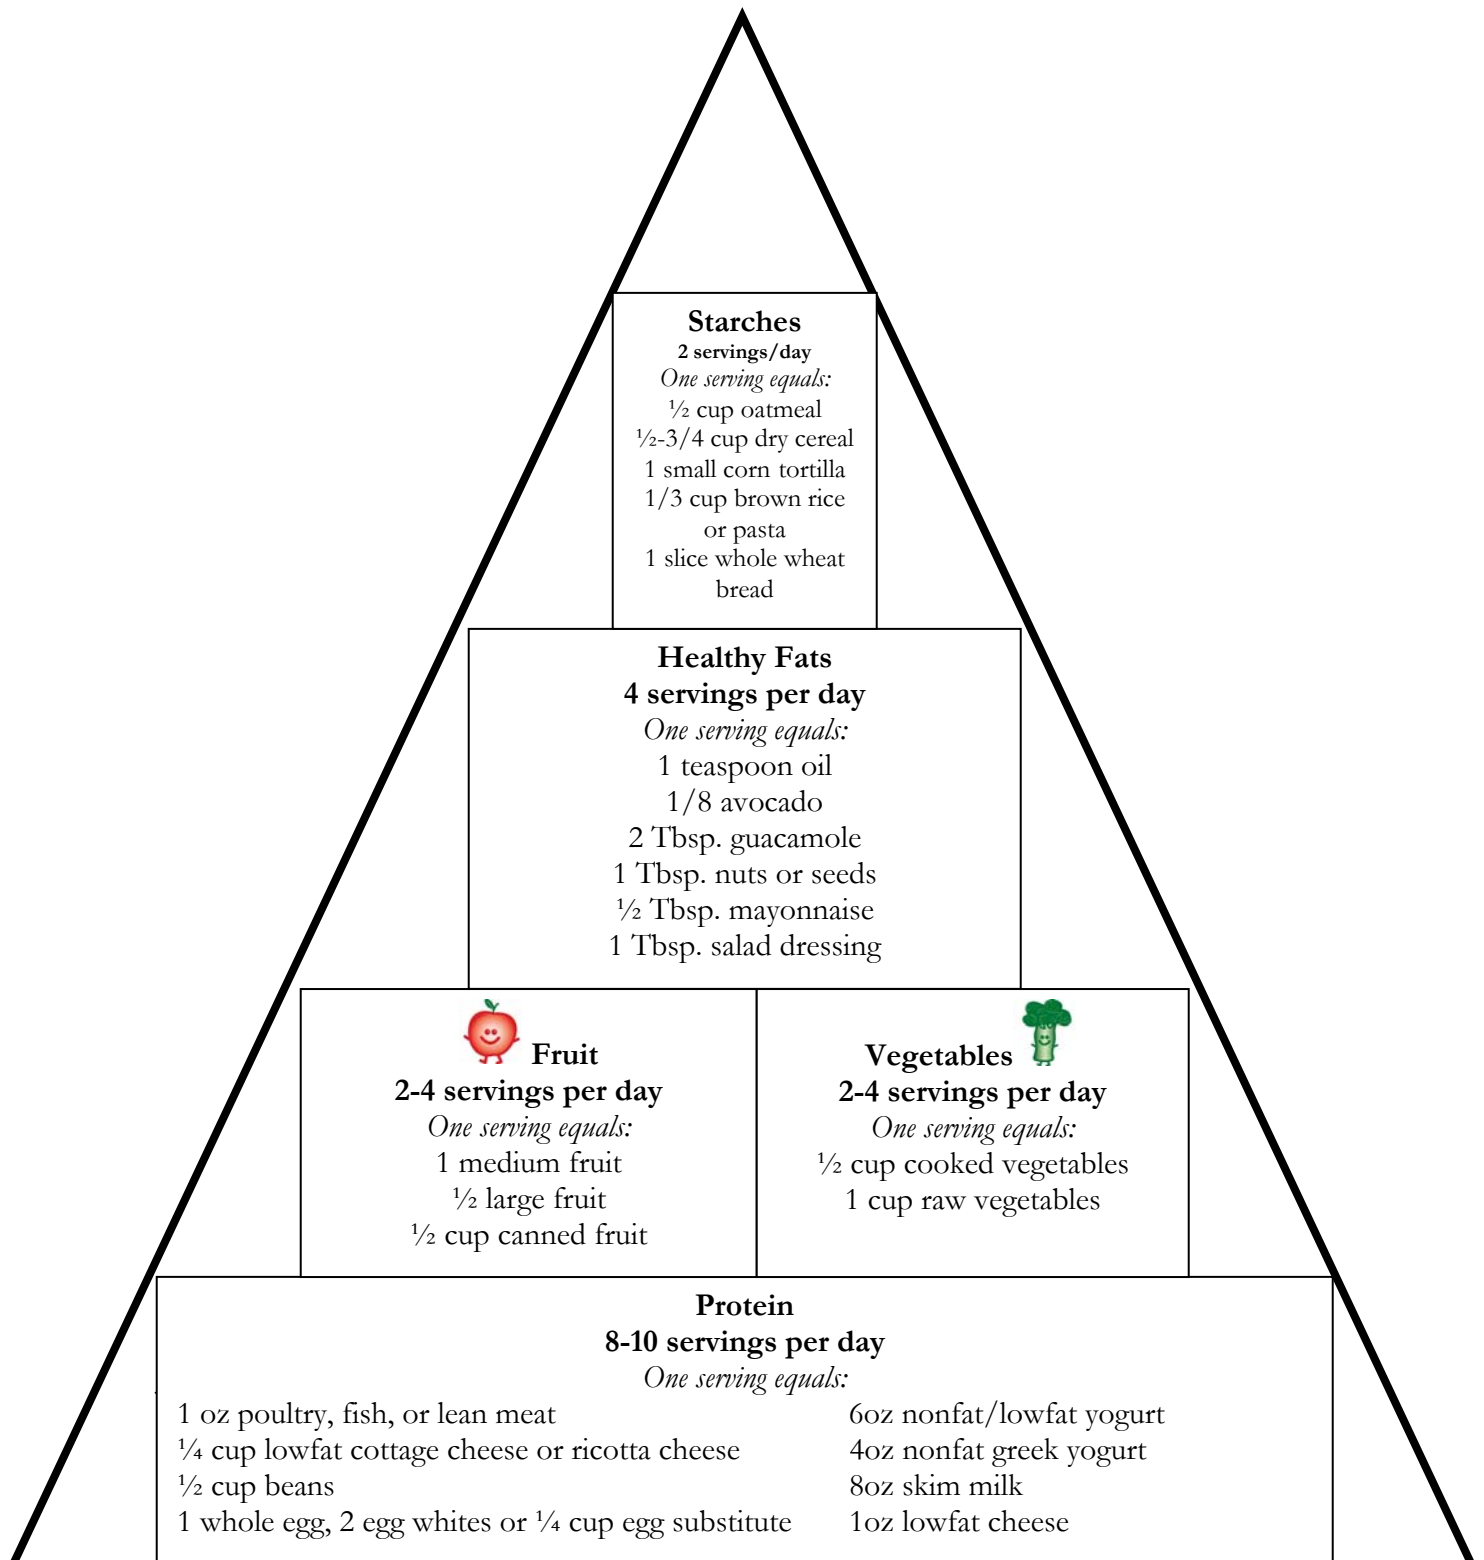 Starches
2 servings/day
One serving equals:
½ cup oatmeal
½-3/4 cup dry cereal
1 small corn tortilla
1/3 cup brown rice
or pasta
1 slice whole wheat
bread
Healthy Fats
4 servings per day
One serving equals:
1 teaspoon oil
1/8 avocado
2 Tbsp. guacamole
1 Tbsp. nuts or seeds
½ Tbsp. mayonnaise
1 Tbsp. salad dressing
Fruit
2-4 servings per day
One serving equals:
1 medium fruit
½ large fruit
½ cup canned fruit
Vegetables
2-4 servings per day
One serving equals:
½ cup cooked vegetables
1 cup raw vegetables
Protein
8-10 servings per day
One serving equals:
1 oz poultry, fish, or lean meat
¼ cup lowfat cottage cheese or ricotta cheese
½ cup beans
1 whole egg, 2 egg whites or ¼ cup egg substitute
6oz nonfat/lowfat yogurt
4oz nonfat greek yogurt
8oz skim milk
1oz lowfat cheese